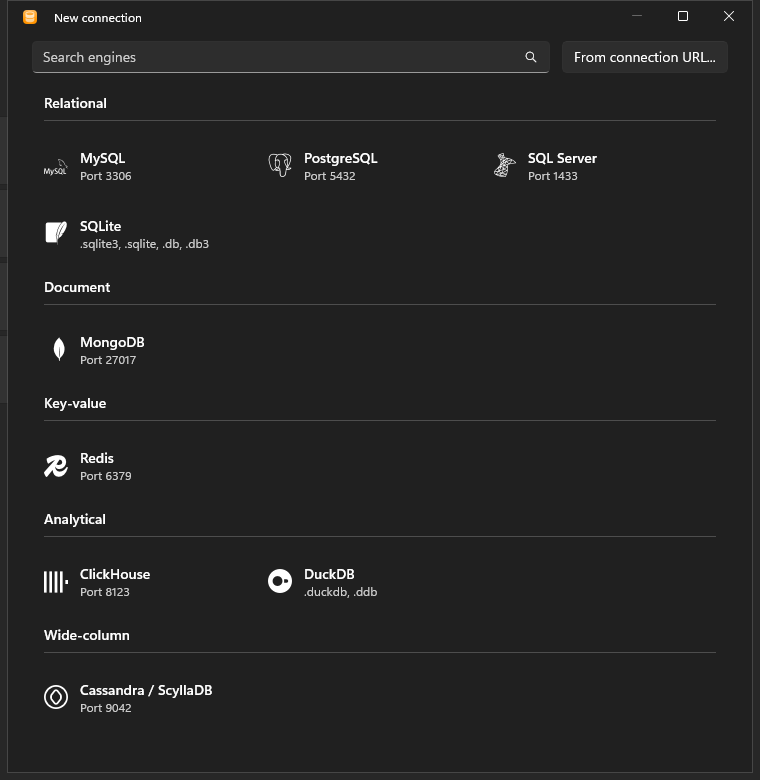 New connection
Search engines
From connection URL...
Relational
MySQL
MySQL
Port 3306
PostgreSQL
Port 5432
SQL Server
Port 1433
SQLite
.sqlite3, .sqlite, .db, .db3
Document
MongoDB
Port 27017
Key-value
Redis
Port 6379
Analytical
ClickHouse
Port 8123
DuckDB
.duckdb, .ddb
Wide-column
Cassandra / ScyllaDB
Port 9042